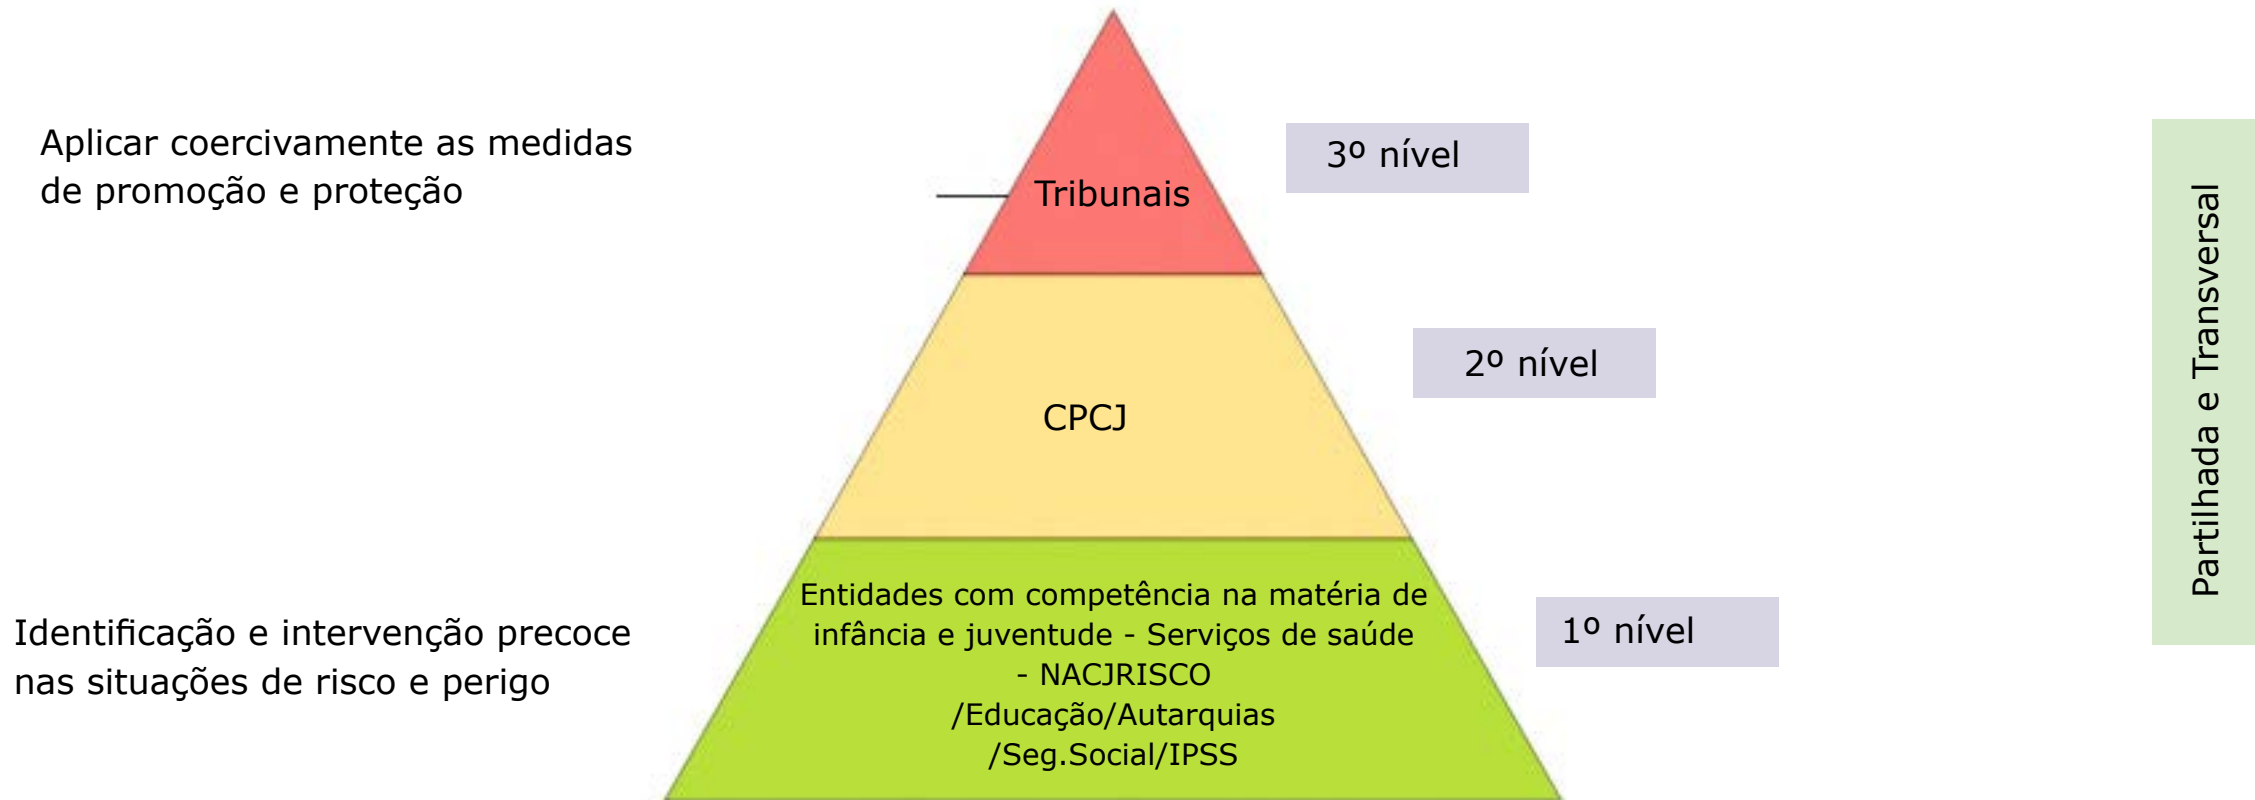 Aplicar coercivamente as medidas
de promoção e proteção
Tribunais
3º nível
CPCJ
2º nível
Identificação e intervenção precoce
nas situações de risco e perigo
Entidades com competência na matéria de
infância e juventude - Serviços de saúde
- NACJRISCO
/Educação/Autarquias
/Seg.Social/IPSS
1º nível
Partilhada e Transversal